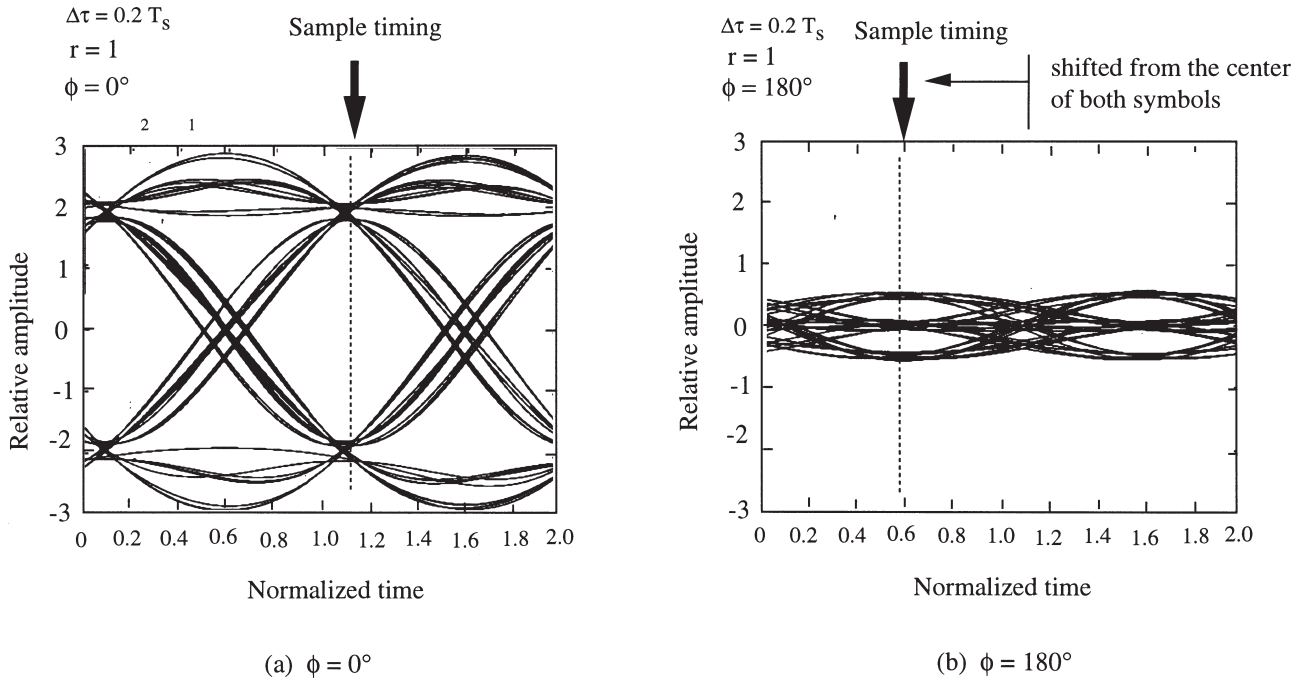 Δτ = 0.2 Ts
r = 1
ϕ = 0°
Sample timing
2 1
3
2
1
0
-1
-2
-3
Relative amplitude
0 0.2 0.4 0.6 0.8 1.0 1.2 1.4 1.6 1.8 2.0
Normalized time
(a) ϕ = 0°
Δτ = 0.2 Ts
r = 1
ϕ = 180°
Sample timing
shifted from the center
of both symbols
3
2
1
0
-1
-2
-3
Relative amplitude
0 0.2 0.4 0.6 0.8 1.0 1.2 1.4 1.6 1.8 2.0
Normalized time
(b) ϕ = 180°